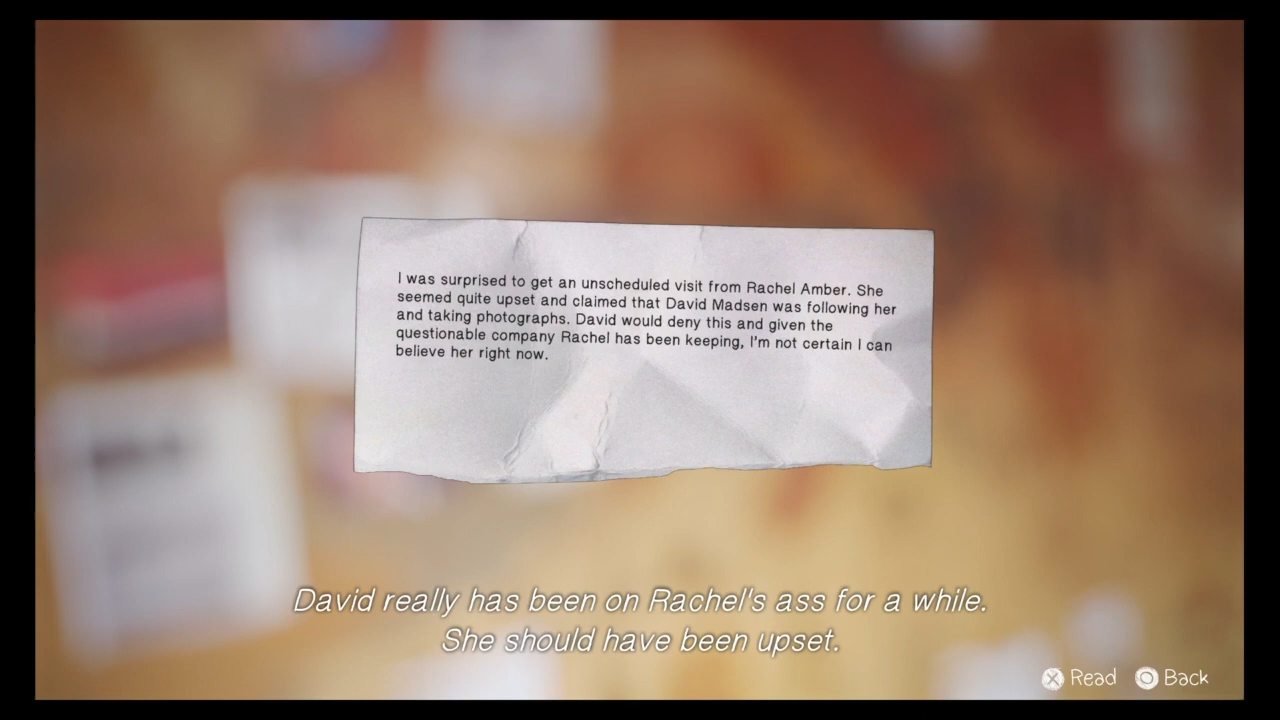 I was surprised to get an unscheduled visit from Rachel Amber. She
seemed quite upset and claimed that David Madsen was following her
and taking photographs. David would deny this and given the
questionable company Rachel has been keeping, I'm not certain I can
believe her right now.
David really has been on Rachel's ass for a while.
She should have been upset.
Read Back